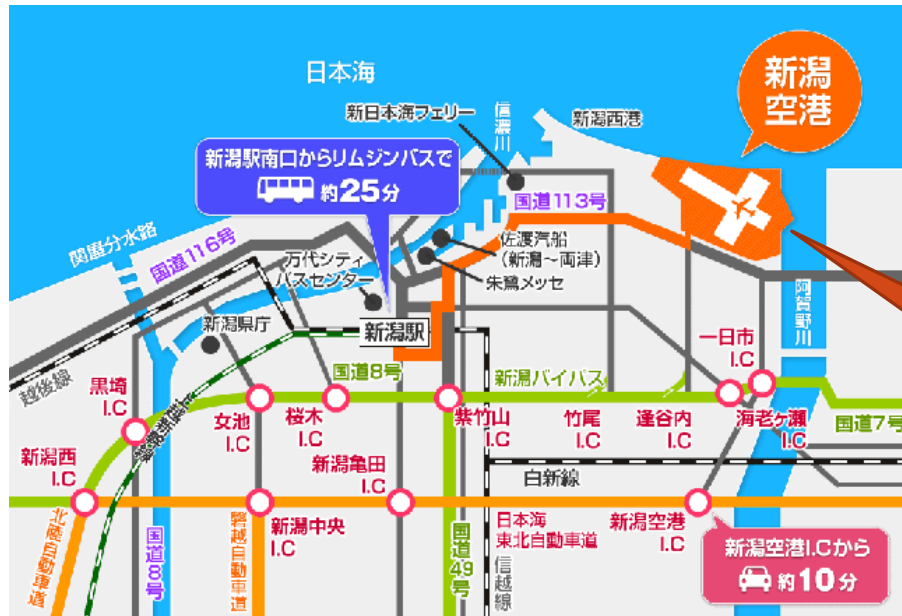 日本海
新潟
空港
新日本海フェリー
信濃川
新潟西港
新潟駅南口からリムジンバスで
約25分
国道113号
関屋分水路
国道116号
万代シティ
バスセンター
佐渡汽船
(新潟～両津)
朱鷺メッセ
阿賀野川
新潟県庁
新潟駅
越後線
国道8号
新潟バイパス
一日市
I.C
黒埼
I.C
女池
I.C
桜木
I.C
紫竹山
I.C
竹尾
I.C
逢谷内
I.C
海老ヶ瀬
I.C
国道7号
新潟西
I.C
新潟亀田
I.C
白新線
北陸自動車道
国道8号
磐越自動車道
新潟中央
I.C
国道49号
信越線
日本海
東北自動車道
新潟空港
I.C
新潟空港I.Cから
約10分